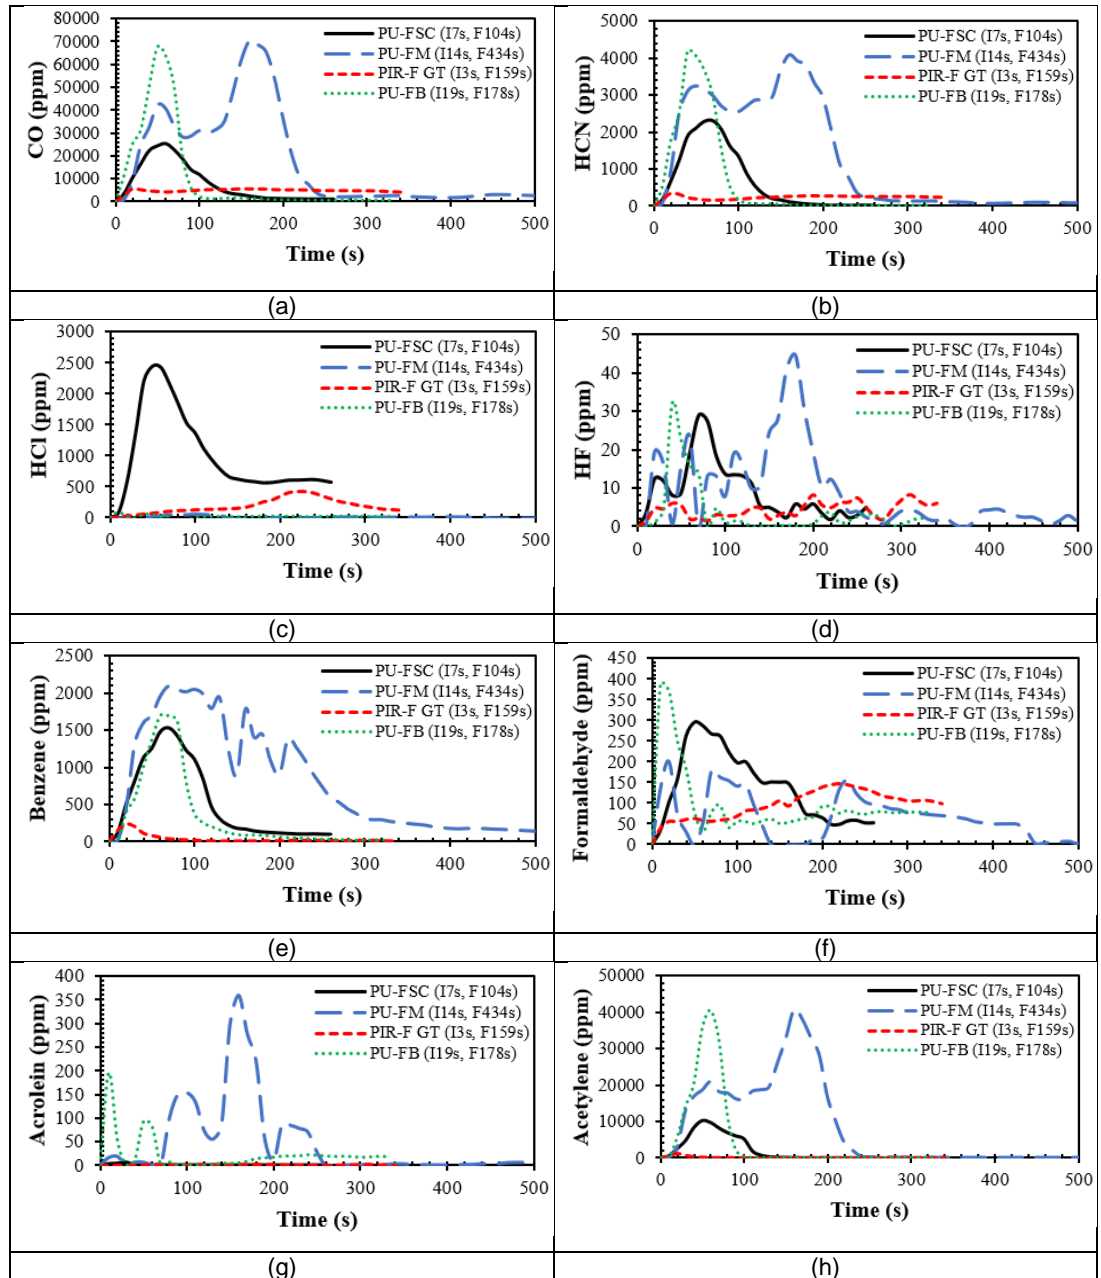 80000
70000
60000
50000
40000
30000
20000
10000
0
CO (ppm)
PU-FSC (I7s, F104s)
PU-FM (I14s, F434s)
PIR-F GT (I3s, F159s)
PU-FB (I19s, F178s)
0 100 200 300 400 500
Time (s)
(a)
5000
4000
3000
2000
1000
0
HCN (ppm)
PU-FSC (I7s, F104s)
PU-FM (I14s, F434s)
PIR-F GT (I3s, F159s)
PU-FB (I19s, F178s)
0 100 200 300 400 500
Time (s)
(b)
3000
2500
2000
1500
1000
500
0
HCl (ppm)
PU-FSC (I7s, F104s)
PU-FM (I14s, F434s)
PIR-F GT (I3s, F159s)
PU-FB (I19s, F178s)
0 100 200 300 400 500
Time (s)
(c)
50
40
30
20
10
0
HF (ppm)
PU-FSC (I7s, F104s)
PU-FM (I14s, F434s)
PIR-F GT (I3s, F159s)
PU-FB (I19s, F178s)
0 100 200 300 400 500
Time (s)
(d)
2500
2000
1500
1000
500
0
Benzene (ppm)
PU-FSC (I7s, F104s)
PU-FM (I14s, F434s)
PIR-F GT (I3s, F159s)
PU-FB (I19s, F178s)
0 100 200 300 400 500
Time (s)
(e)
450
400
350
300
250
200
150
100
50
0
Formaldehyde (ppm)
PU-FSC (I7s, F104s)
PU-FM (I14s, F434s)
PIR-F GT (I3s, F159s)
PU-FB (I19s, F178s)
0 100 200 300 400 500
Time (s)
(f)
400
350
300
250
200
150
100
50
0
Acrolein (ppm)
PU-FSC (I7s, F104s)
PU-FM (I14s, F434s)
PIR-F GT (I3s, F159s)
PU-FB (I19s, F178s)
0 100 200 300 400 500
Time (s)
(g)
50000
40000
30000
20000
10000
0
Acetylene (ppm)
PU-FSC (I7s, F104s)
PU-FM (I14s, F434s)
PIR-F GT (I3s, F159s)
PU-FB (I19s, F178s)
0 100 200 300 400 500
Time (s)
(h)